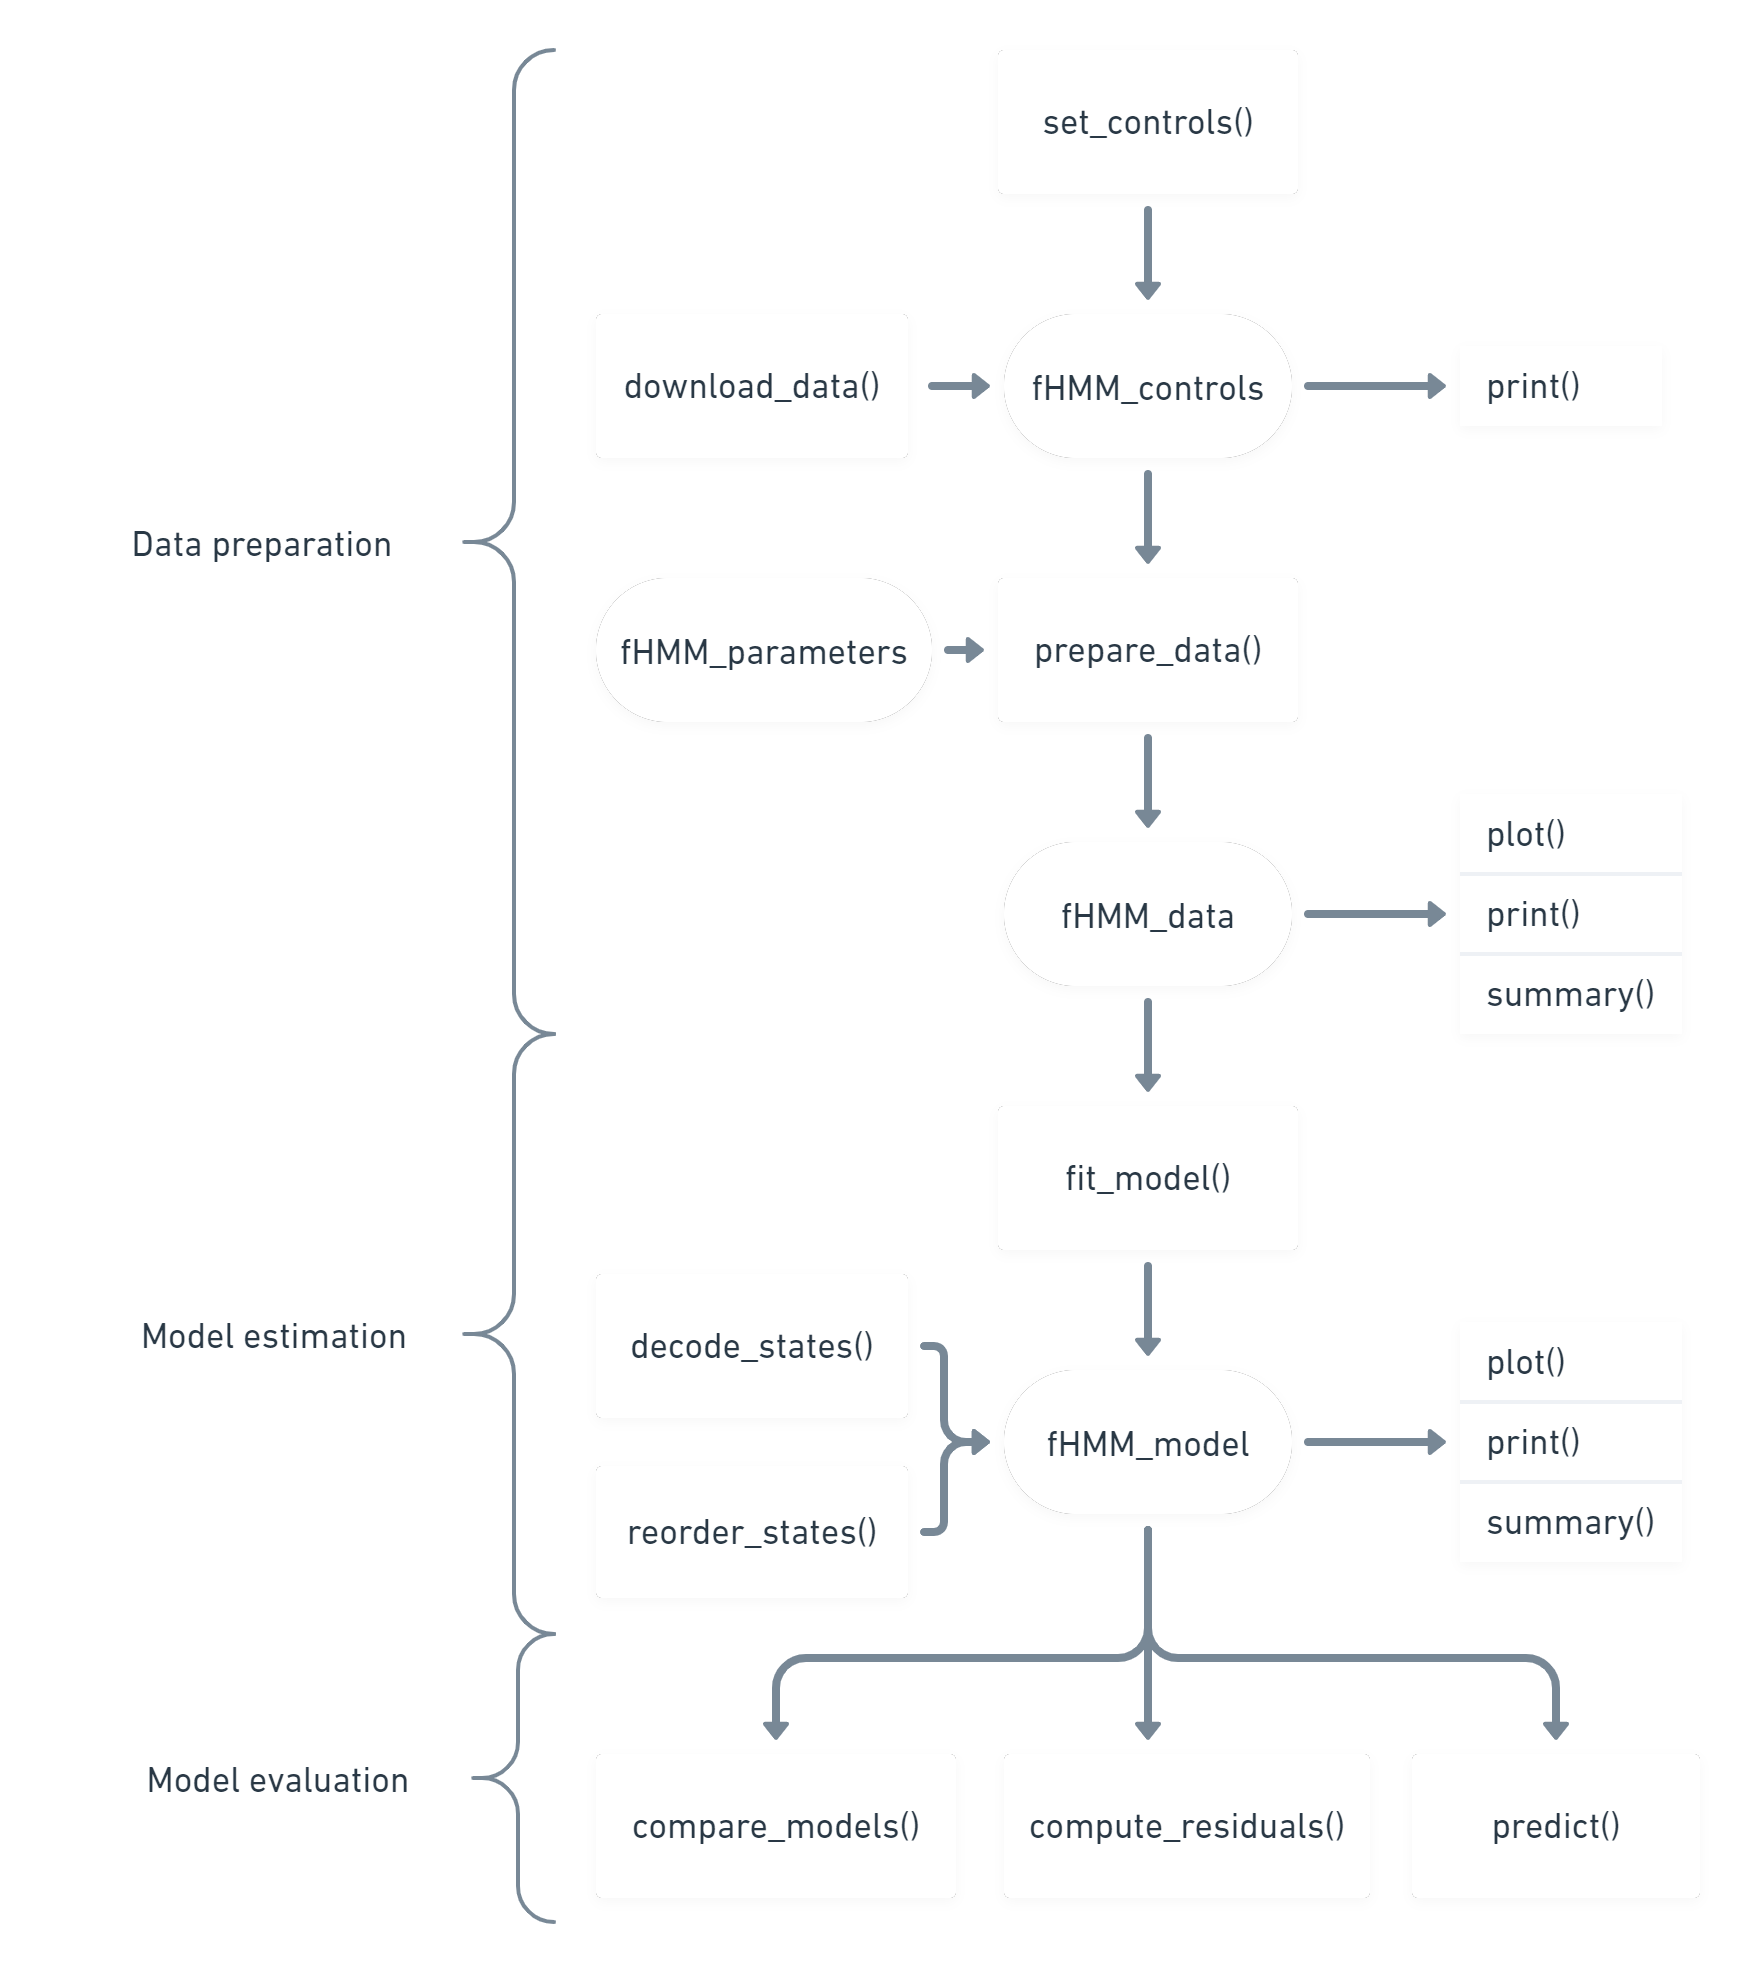 set_controls()
download_data()
fHMM_controls
print()
Data preparation
fHMM_parameters
prepare_data()
plot()
fHMM_data
print()
summary()
fit_model()
Model estimation
decode_states()
plot()
fHMM_model
print()
reorder_states()
summary()
Model evaluation
compare_models()
compute_residuals()
predict()